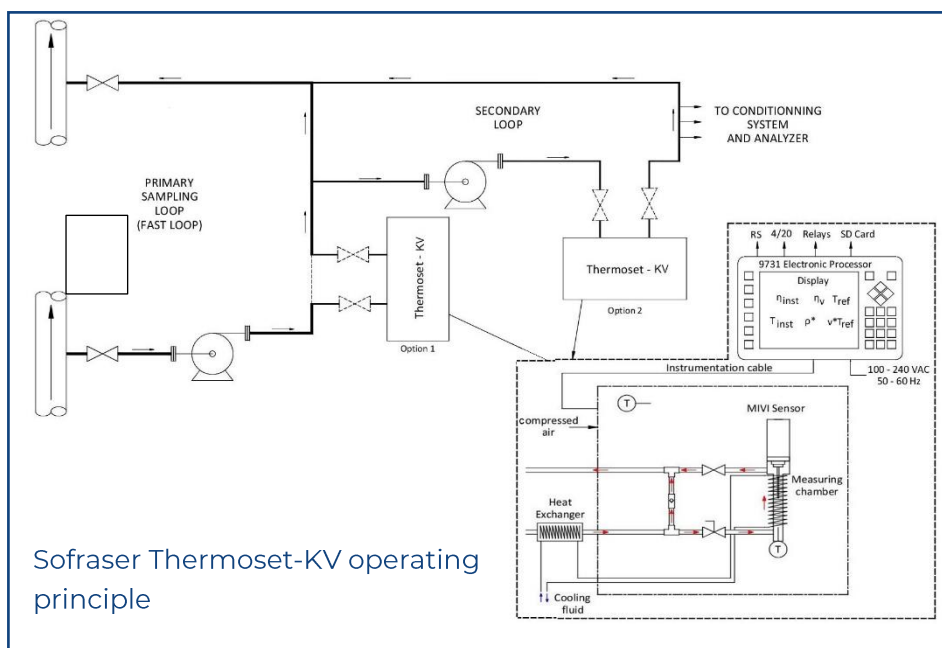 SECONDARY
LOOP
TO CONDITIONNING
SYSTEM
AND ANALYZER
PRIMARY
SAMPLING
LOOP
(FAST LOOP)
Thermoset - KV
Option 1
Thermoset - KV
Option 2
RS 4/20 Relays SD Card
9731 Electronic Processor
Display
ηinst ηv Tref
Tinst ρ* v*Tref
Instrumentation cable
100 - 240 VAC
50 - 60 Hz
T
MIVI Sensor
compressed
air
Measuring
chamber
Heat
Exchanger
T
Cooling
fluid
Sofraser Thermoset-KV operating
principle